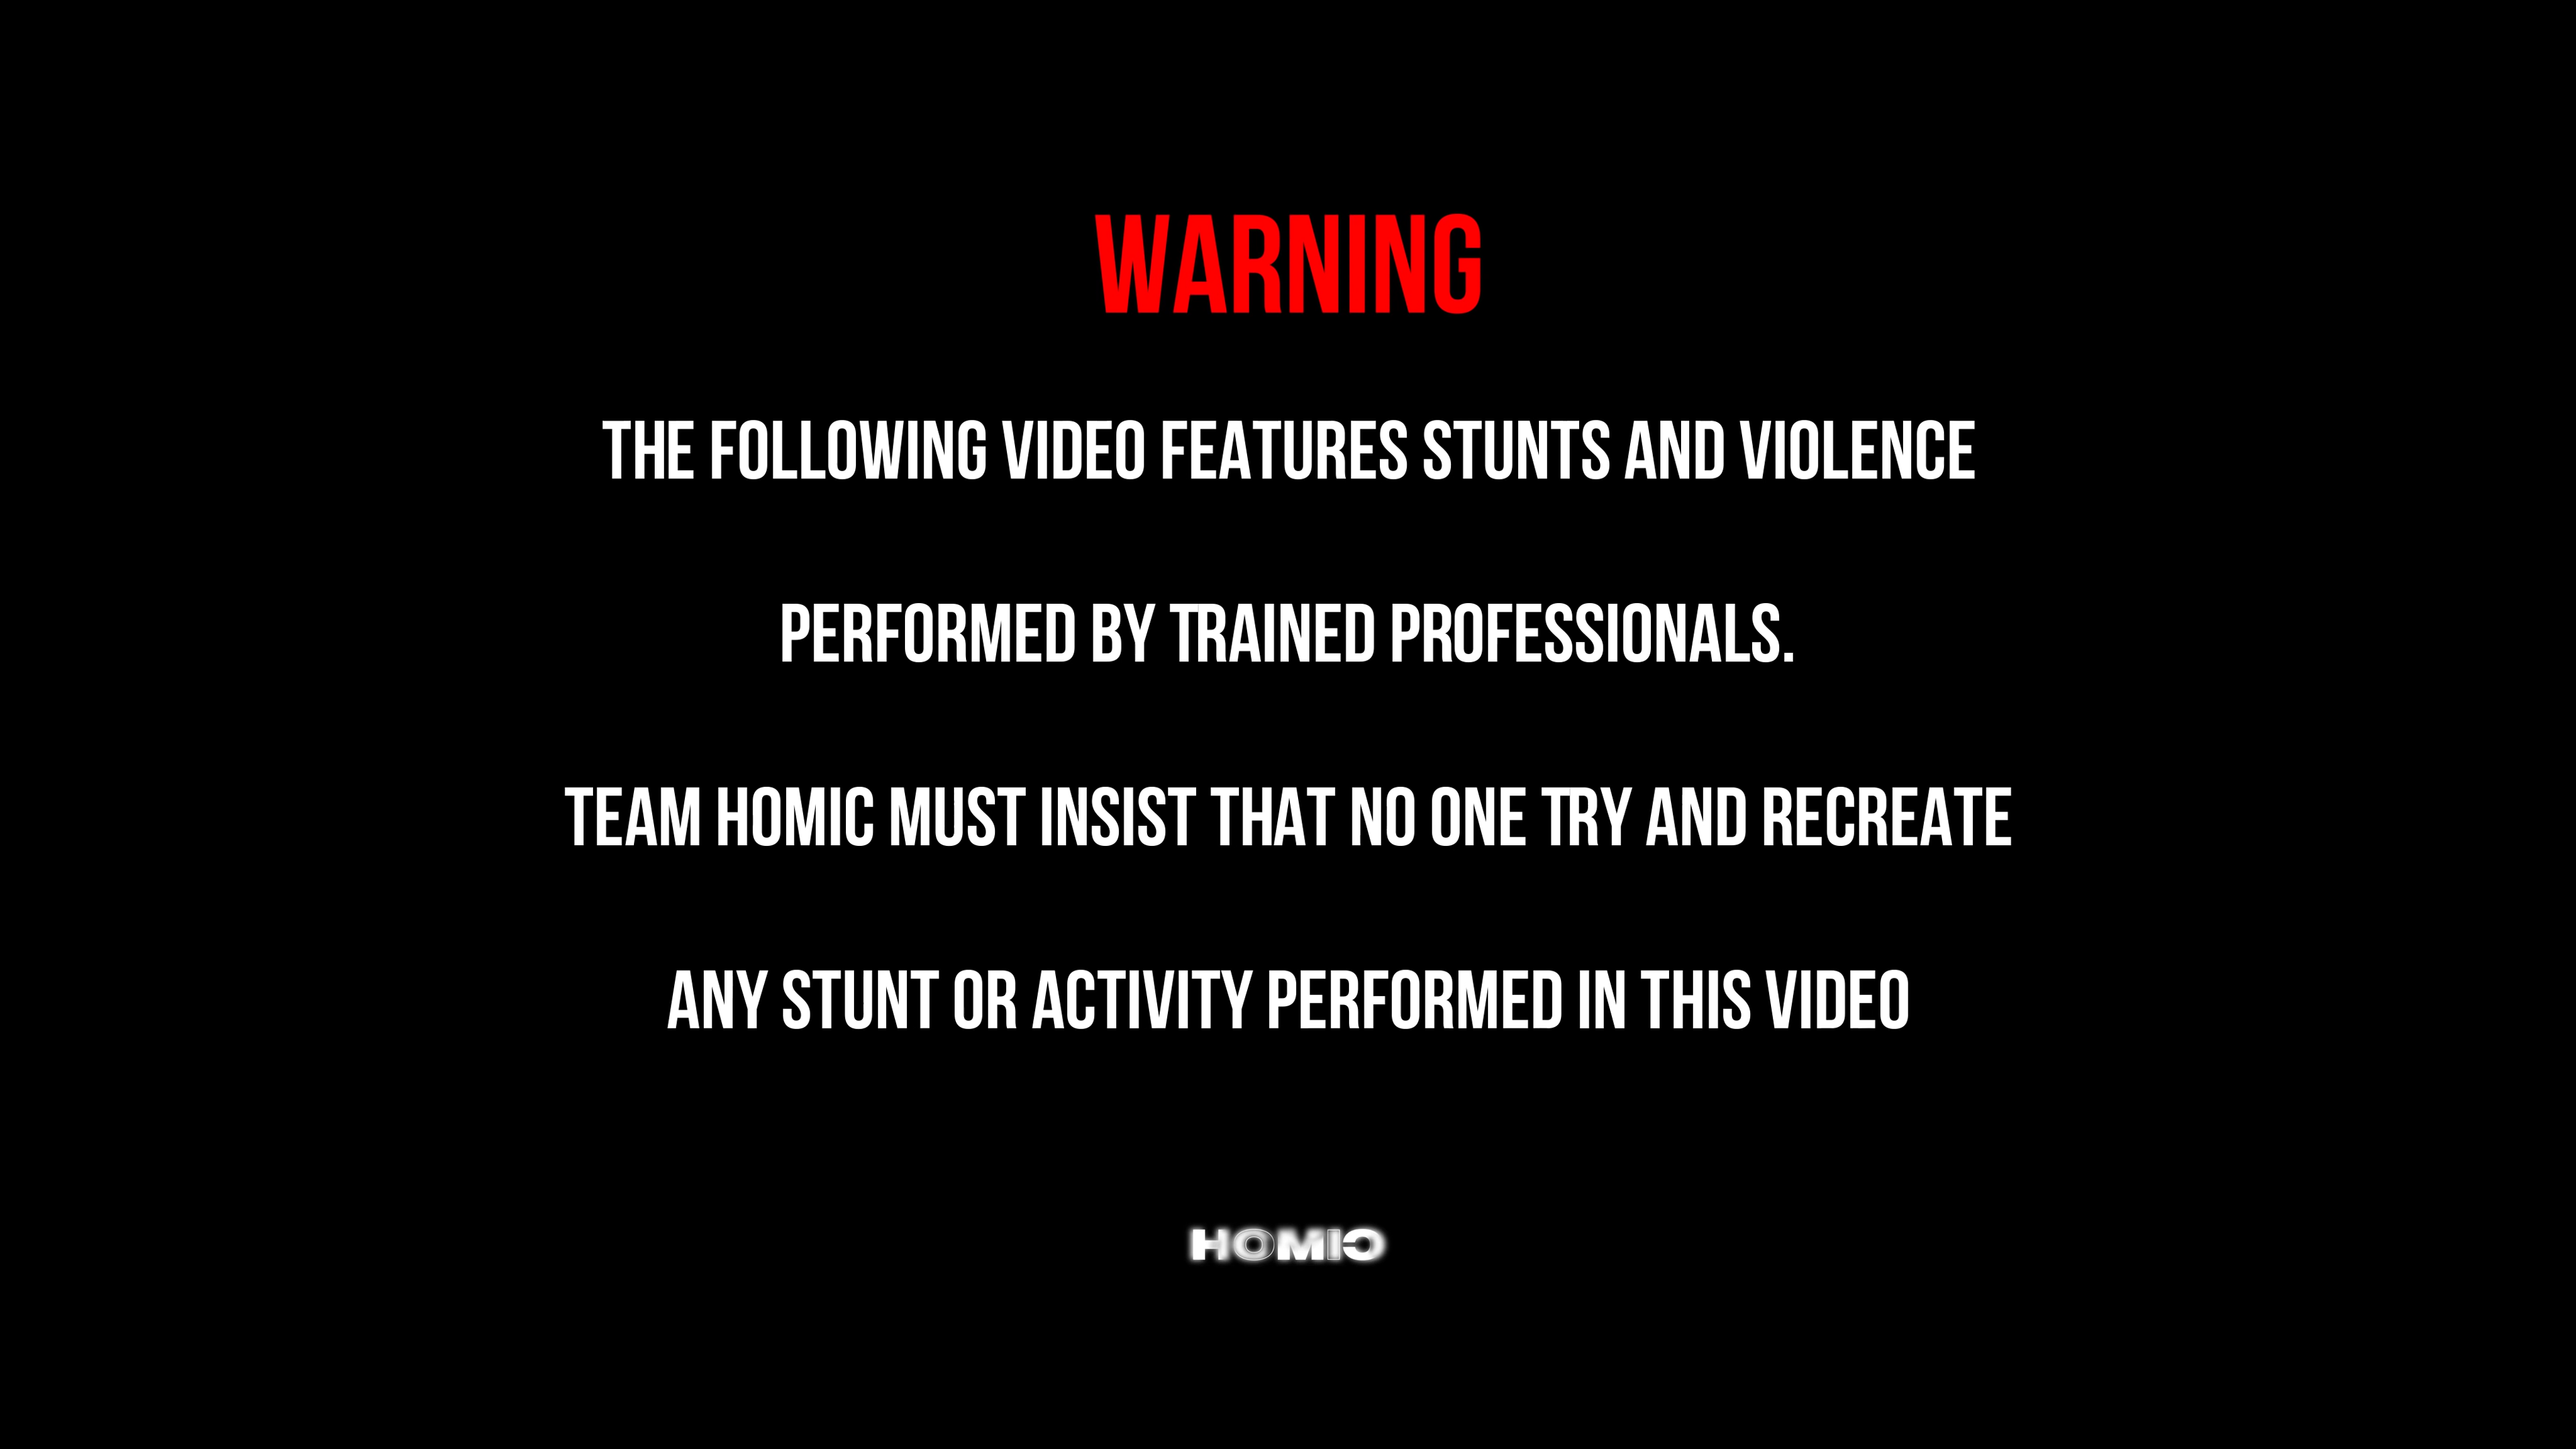 WARNING
THE FOLLOWING VIDEO FEATURES STUNTS AND VIOLENCE
PERFORMED BY TRAINED PROFESSIONALS.
TEAM HOMIC MUST INSIST THAT NO ONE TRY AND RECREATE
ANY STUNT OR ACTIVITY PERFORMED IN THIS VIDEO
HOMIC